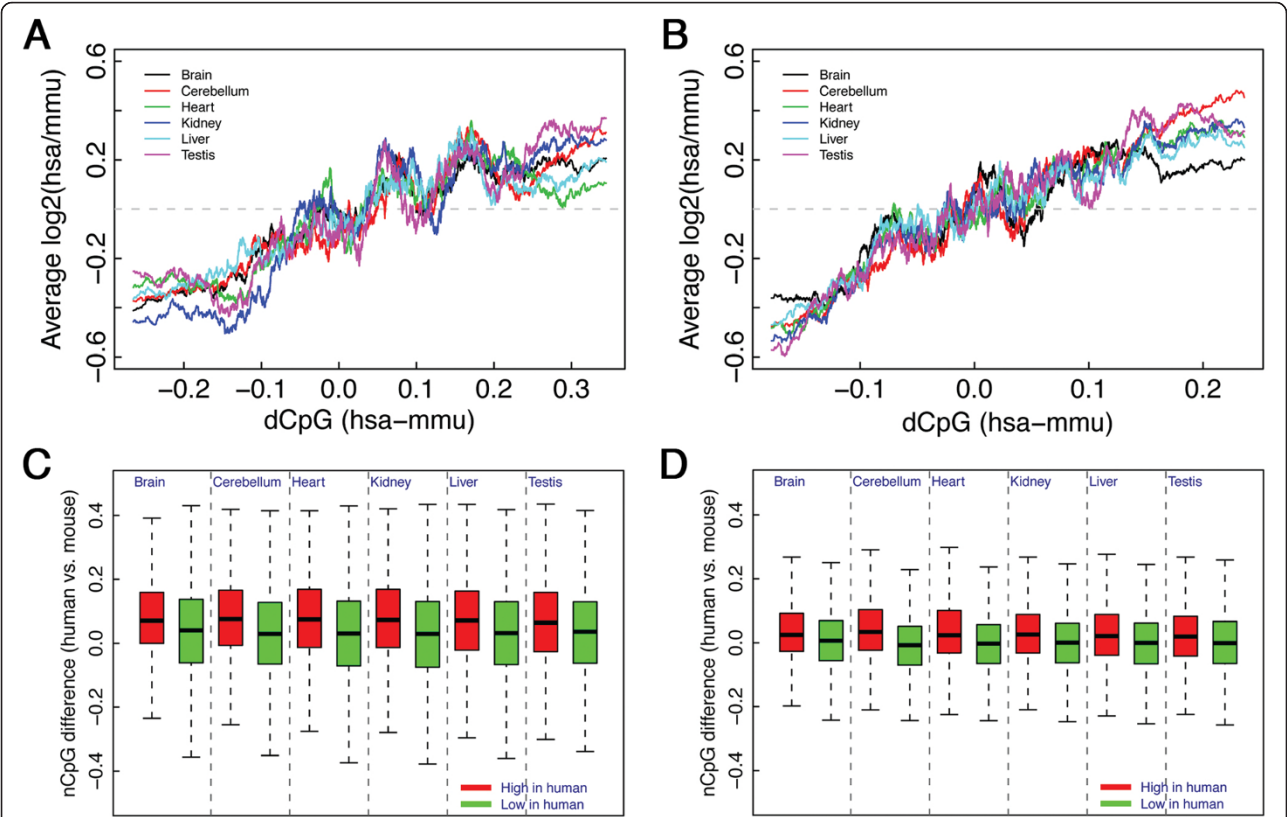 A
Average log2(hsa/mmu)
0.6
0.2
−0.2
−0.6
Brain
Cerebellum
Heart
Kidney
Liver
Testis
−0.2
−0.1
0.0
0.1
0.2
0.3
dCpG (hsa−mmu)
B
Average log2(hsa/mmu)
0.6
0.2
−0.2
−0.6
Brain
Cerebellum
Heart
Kidney
Liver
Testis
−0.1
0.0
0.1
0.2
dCpG (hsa−mmu)
C
nCpG difference (human vs. mouse)
0.4
0.2
0.0
−0.2
−0.4
Brain
Cerebellum
Heart
Kidney
Liver
Testis
High in human
Low in human
D
nCpG difference (human vs. mouse)
0.4
0.2
0.0
−0.2
−0.4
Brain
Cerebellum
Heart
Kidney
Liver
Testis
High in human
Low in human